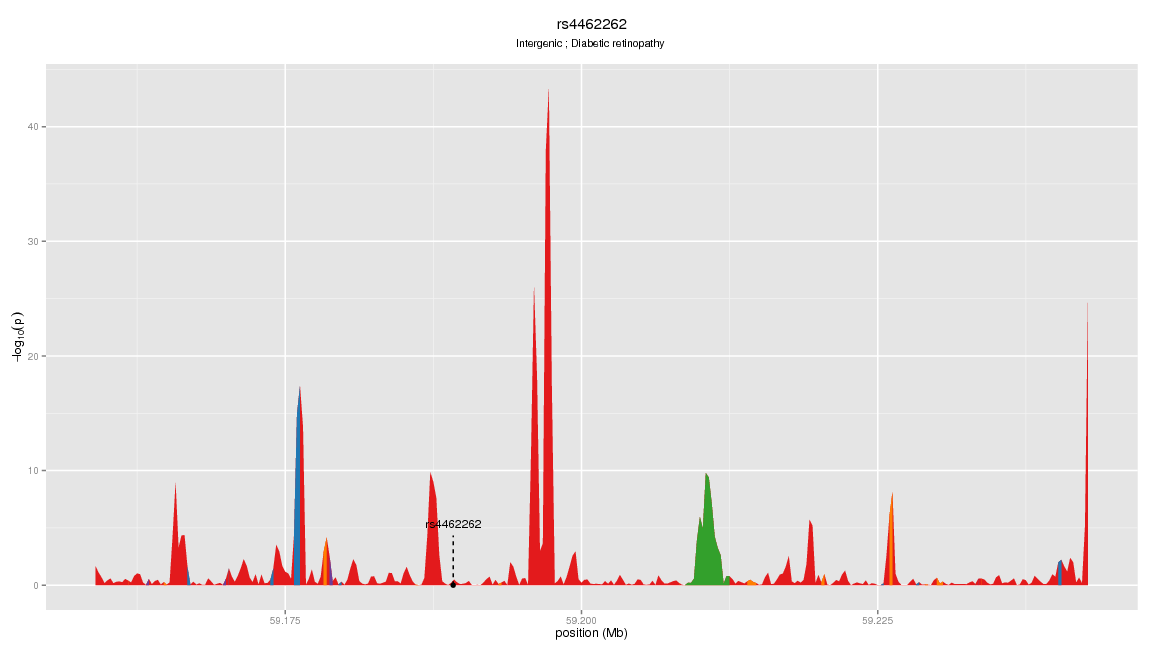 rs4462262
Intergenic ; Diabetic retinopathy
40
30
20
10
0
−log10(p)
rs4462262
59.175
59.200
59.225
position (Mb)